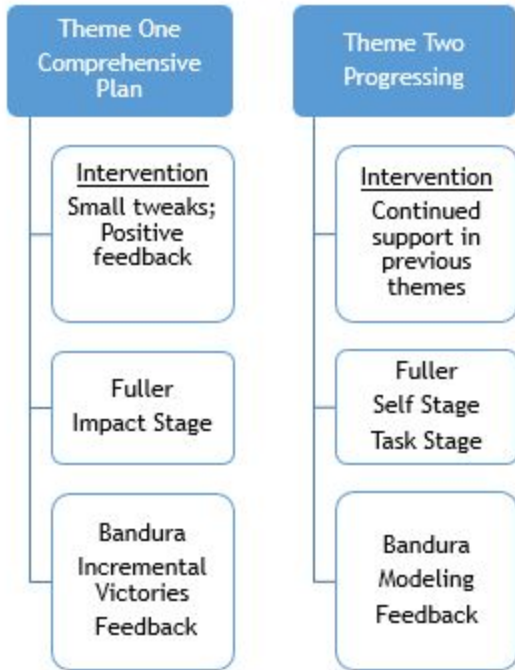 Theme One
Comprehensive
Plan
Intervention
Small tweaks;
Positive
feedback
Fuller
Impact Stage
Bandura
Incremental
Victories
Feedback
Theme Two
Progressing
Intervention
Continued
support in
previous
themes
Fuller
Self Stage
Task Stage
Bandura
Modeling
Feedback